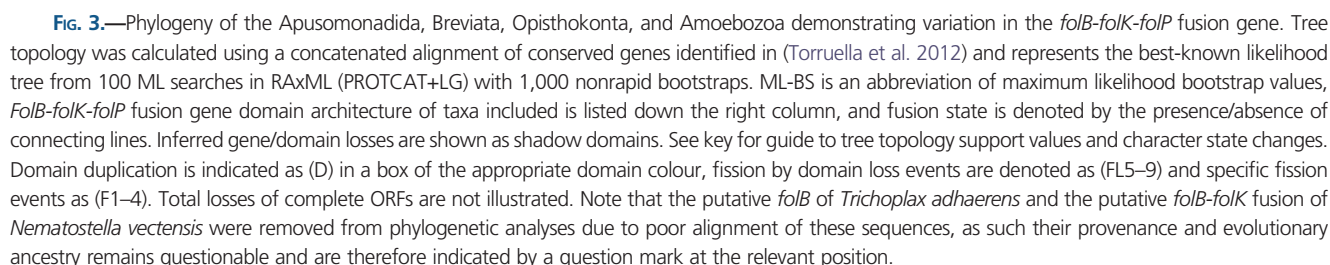 FIG. 3.—Phylogeny of the Apusomonadida, Breviata, Opisthokonta, and Amoebozoa demonstrating variation in the folB-folK-folP fusion gene. Tree
topology was calculated using a concatenated alignment of conserved genes identified in (Torruella et al. 2012) and represents the best-known likelihood
tree from 100 ML searches in RAxML (PROTCAT+LG) with 1,000 nonrapid bootstraps. ML-BS is an abbreviation of maximum likelihood bootstrap values,
FolB-folK-folP fusion gene domain architecture of taxa included is listed down the right column, and fusion state is denoted by the presence/absence of
connecting lines. Inferred gene/domain losses are shown as shadow domains. See key for guide to tree topology support values and character state changes.
Domain duplication is indicated as (D) in a box of the appropriate domain colour, fission by domain loss events are denoted as (FL5–9) and specific fission
events as (F1–4). Total losses of complete ORFs are not illustrated. Note that the putative folB of Trichoplax adhaerens and the putative folB-folK fusion of
Nematostella vectensis were removed from phylogenetic analyses due to poor alignment of these sequences, as such their provenance and evolutionary
ancestry remains questionable and are therefore indicated by a question mark at the relevant position.